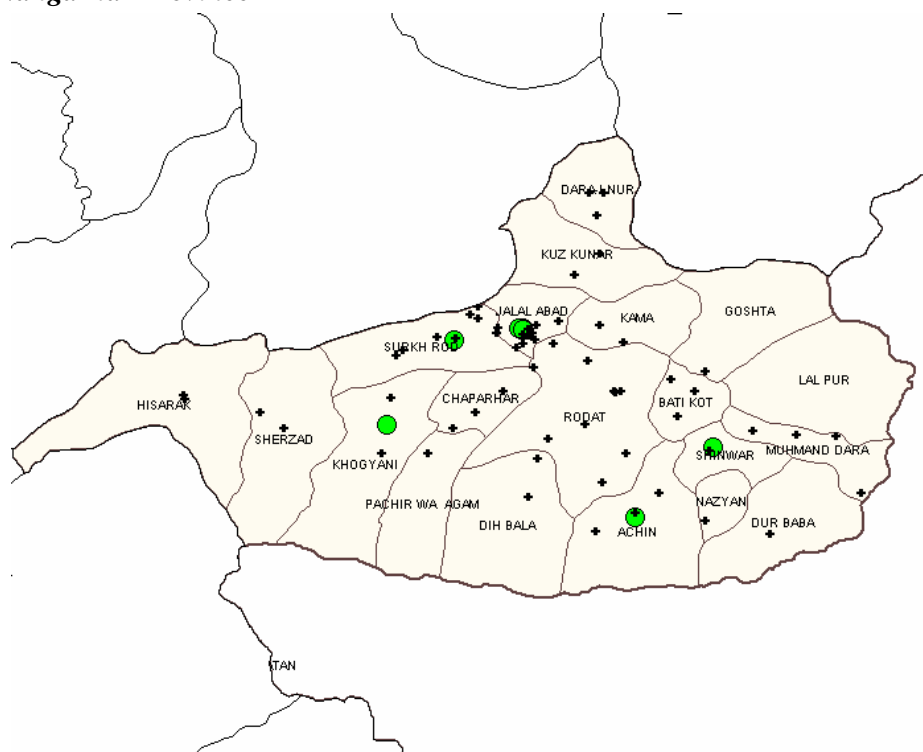 DARA I NUR
KUZ KUNAR
JALAL ABAD
KAMA
GOSHTA
SURKH ROD
LAL PUR
HISARAK
CHAPARHAR
BATI KOT
RODAT
SHERZAD
KHOGYANI
SHINWAR
MUHMAND DARA
PACHIR WA AGAM
NAZYAN
DIH BALA
ACHIN
DUR BABA
TAN